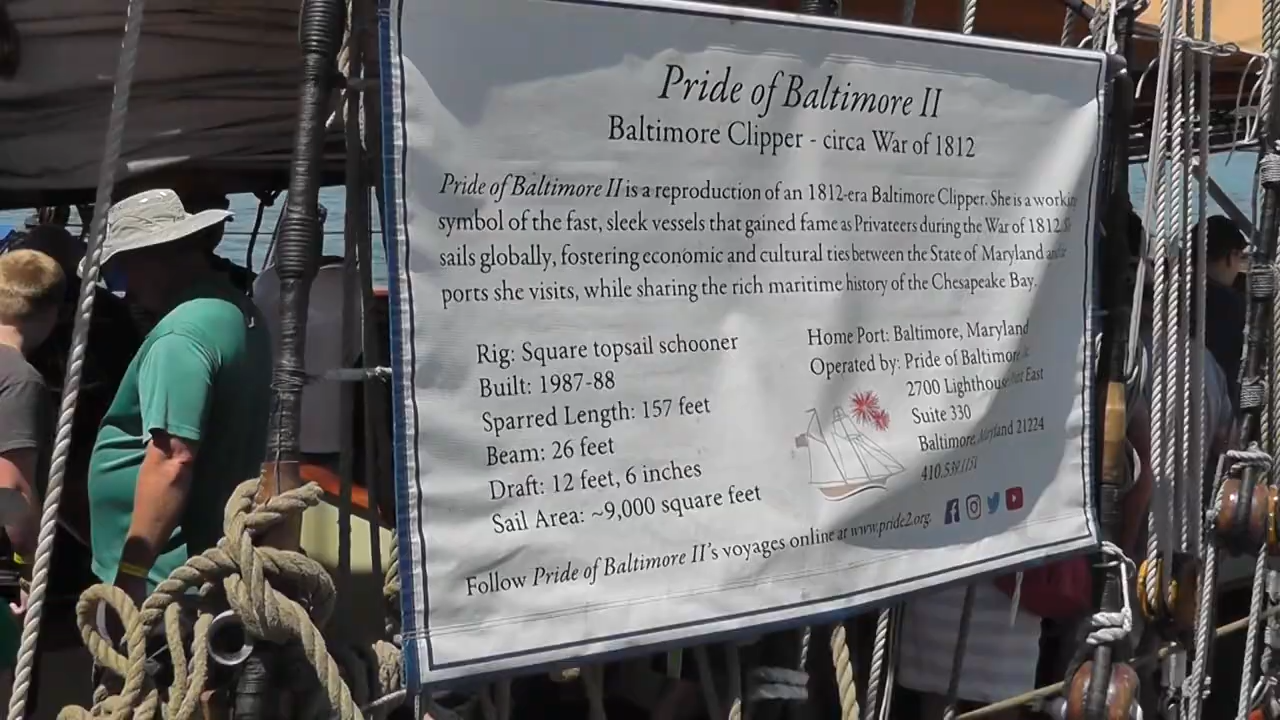 Pride of Baltimore II
Baltimore Clipper - circa War of 1812
Pride of Baltimore II is a reproduction of an 1812-era Baltimore Clipper. She is a workin
symbol of the fast, sleek vessels that gained fame as Privateers during the War of 1812.
sails globally, fostering economic and cultural ties between the State of Maryland
ports she visits, while sharing the rich maritime history of the Chesapeake Bay.
Rig: Square topsail schooner
Built: 1987-88
Sparred Length: 157 feet
Beam: 26 feet
Draft: 12 feet, 6 inches
Sail Area: ~9,000 square feet
Home Port: Baltimore, Maryland
Operated by: Pride of Baltimore
2700 Lighthouse Point East
Suite 330
Baltimore, Maryland 21224
410.539.1151
Follow Pride of Baltimore II's voyages online at www.pride2.org.